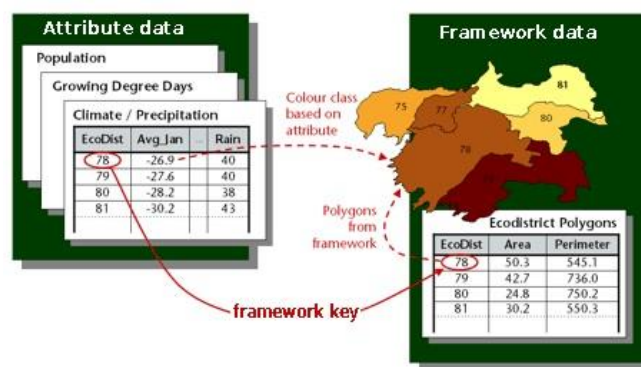 Attribute data
Population
Growing Degree Days
Climate / Precipitation
EcoDist Avg_Jan ... Rain
78 -26.9 40
79 -27.6 40
80 -28.2 38
81 -30.2 43
Colour class
based on
attribute
Polygons
from
framework
framework key
Framework data
75
77
81
80
78
Ecodistrict Polygons
EcoDist Area Perimeter
78 50.3 545.1
79 42.7 736.0
80 24.8 750.2
81 30.2 550.3